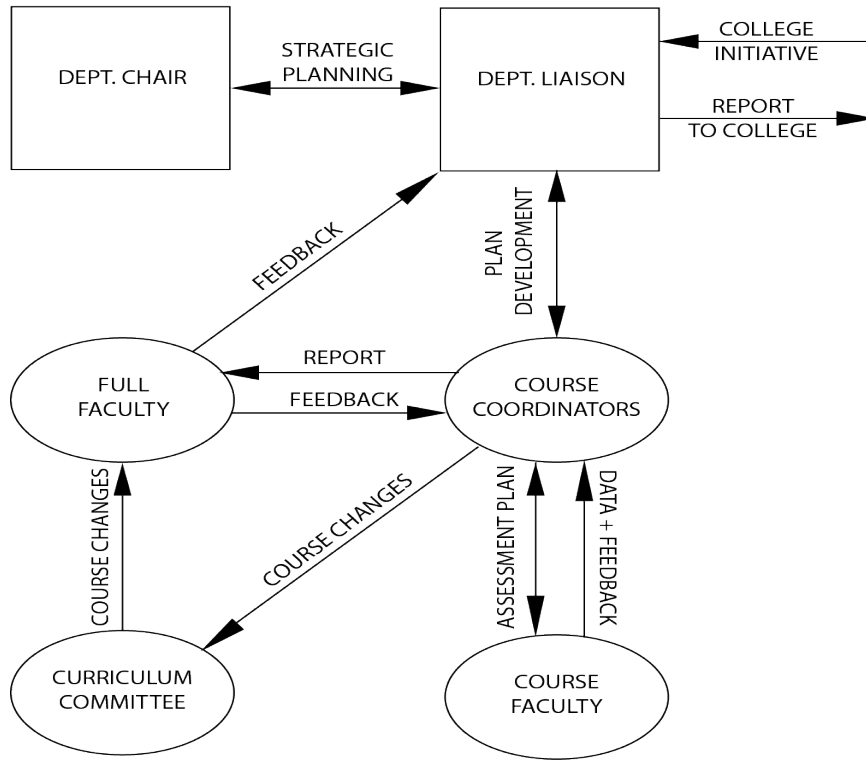 COLLEGE
INITIATIVE
STRATEGIC
PLANNING
DEPT. CHAIR
DEPT. LIAISON
REPORT
TO COLLEGE
FEEDBACK
PLAN
DEVELOPMENT
REPORT
FULL
FACULTY
FEEDBACK
COURSE
COORDINATORS
COURSE CHANGES
COURSE CHANGES
ASSESSMENT PLAN
DATA + FEEDBACK
CURRICULUM
COMMITTEE
COURSE
FACULTY